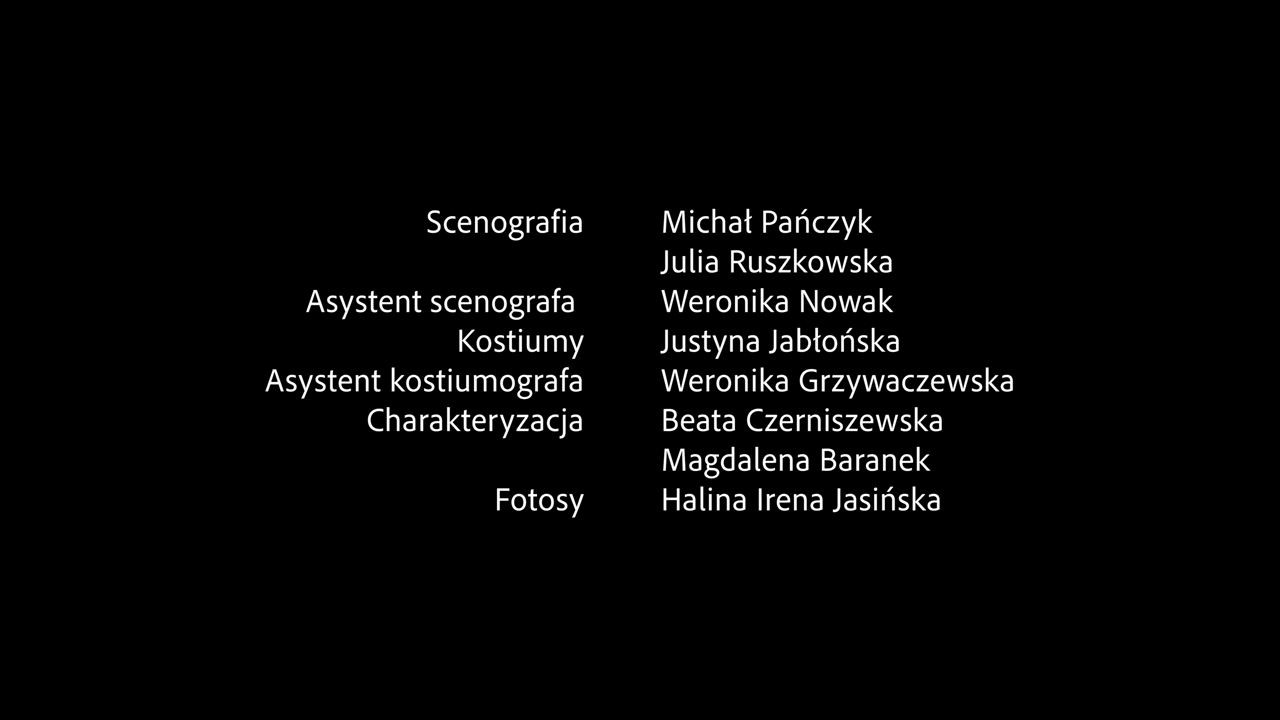 Scenografia Michał Pańczyk
Julia Ruszkowska
Asystent scenografa Weronika Nowak
Kostiumy Justyna Jabłońska
Asystent kostiumografa Weronika Grzywaczewska
Charakteryzacja Beata Czerniszewska
Magdalena Baranek
Fotosy Halina Irena Jasińska